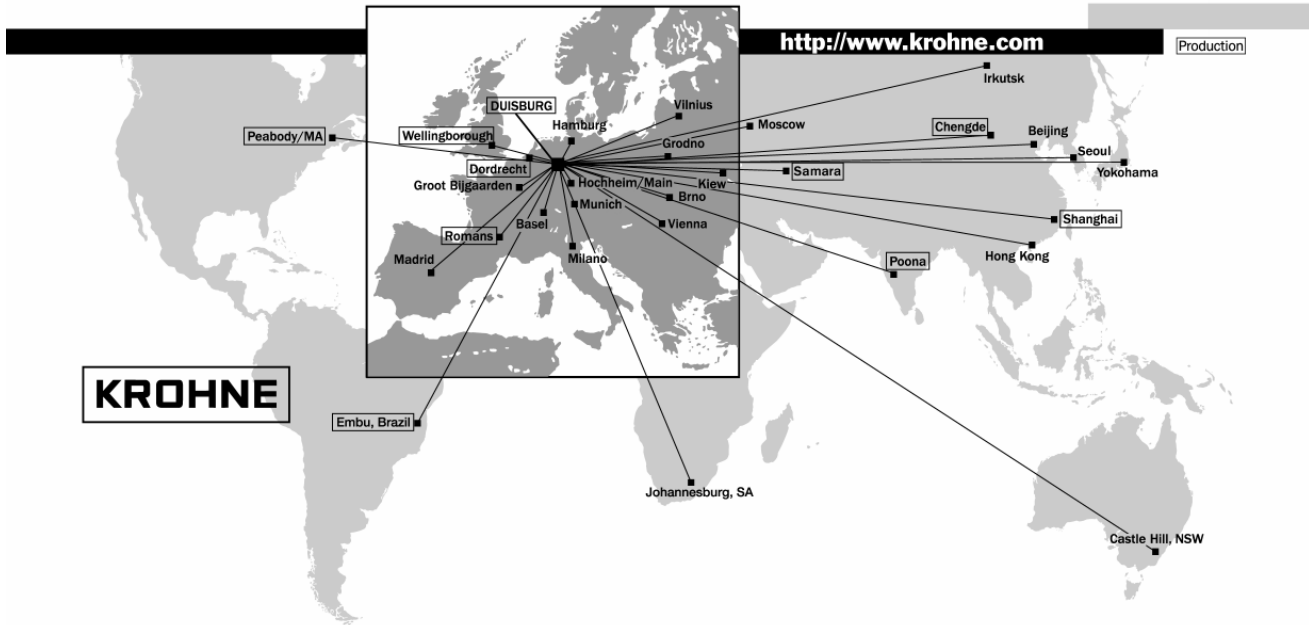 http://www.krohne.com
Production
Irkutsk
Vilnius
DUISBURG
Hamburg
Moscow
Peabody/MA
Wellingborough
Chengde
Beijing
Grodno
Seoul
Dordrecht
Samara
Yokohama
Groot Bijgaarden
Hochheim/Main
Kiew
Brno
Munich
Basel
Vienna
Shanghai
Romans
Madrid
Milano
Poona
Hong Kong
KROHNE
Embu, Brazil
Johannesburg, SA
Castle Hill, NSW